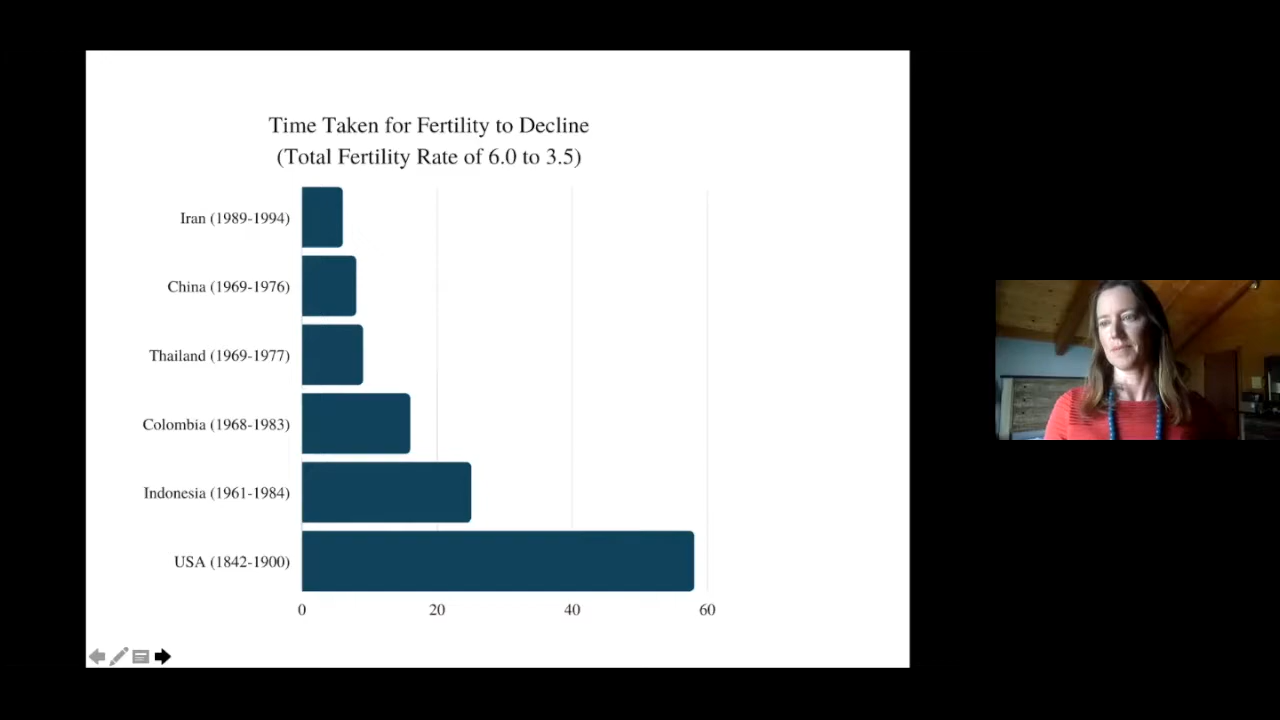 Time Taken for Fertility to Decline
(Total Fertility Rate of 6.0 to 3.5)
Iran (1989-1994)
China (1969-1976)
Thailand (1969-1977)
Colombia (1968-1983)
Indonesia (1961-1984)
USA (1842-1900)
0 20 40 60